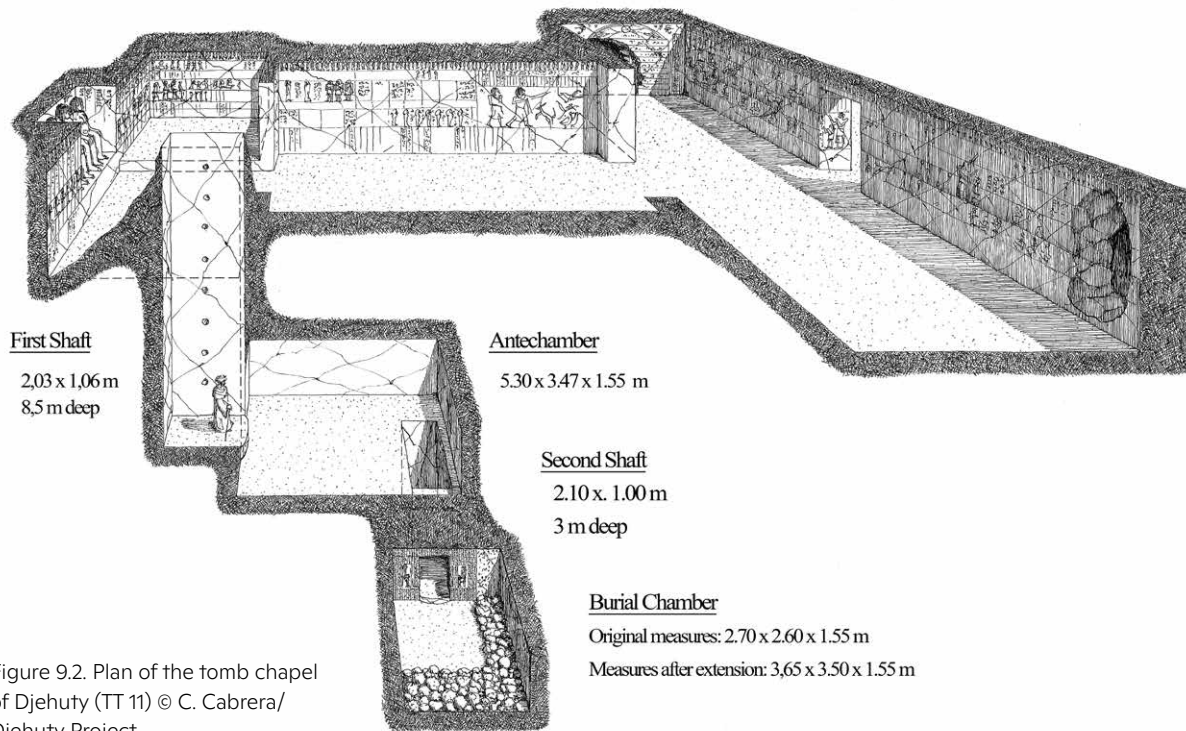 First Shaft
2,03 x 1,06 m
8,5 m deep
Antechamber
5.30 x 3.47 x 1.55 m
Second Shaft
2.10 x. 1.00 m
3 m deep
Burial Chamber
Original measures: 2.70 x 2.60 x 1.55 m
Measures after extension: 3,65 x 3.50 x 1.55 m
Figure 9.2. Plan of the tomb chapel
of Djehuty (TT 11) © C. Cabrera/
Djehuty Project